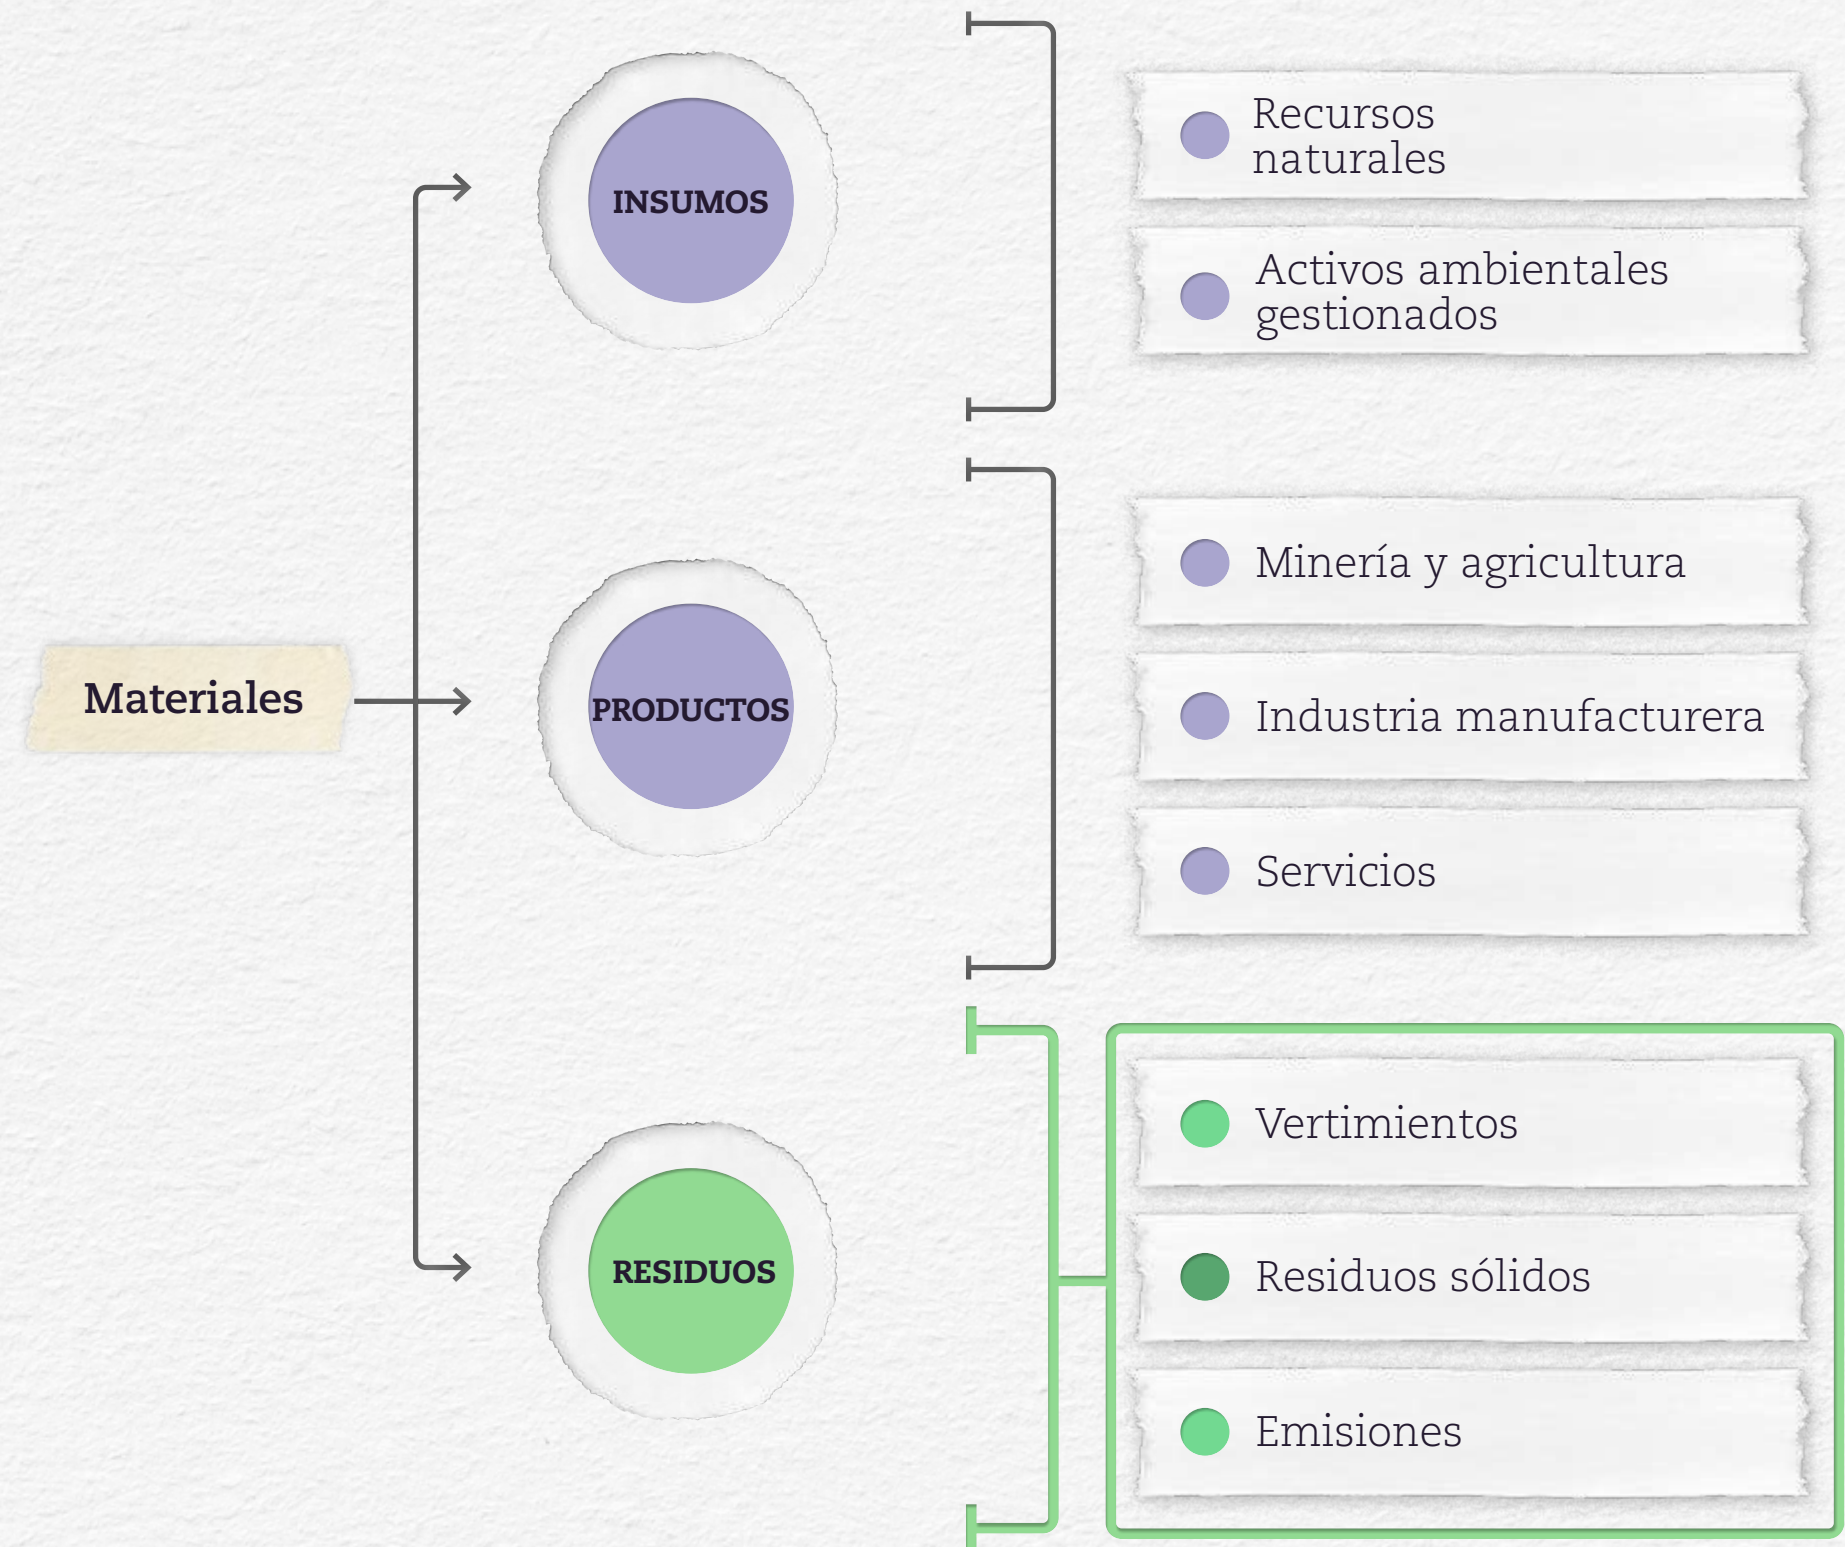 Materiales
INSUMOS
Recursos
naturales
Activos ambientales
gestionados
PRODUCTOS
Minería y agricultura
Industria manufacturera
Servicios
RESIDUOS
Vertimientos
Residuos sólidos
Emisiones